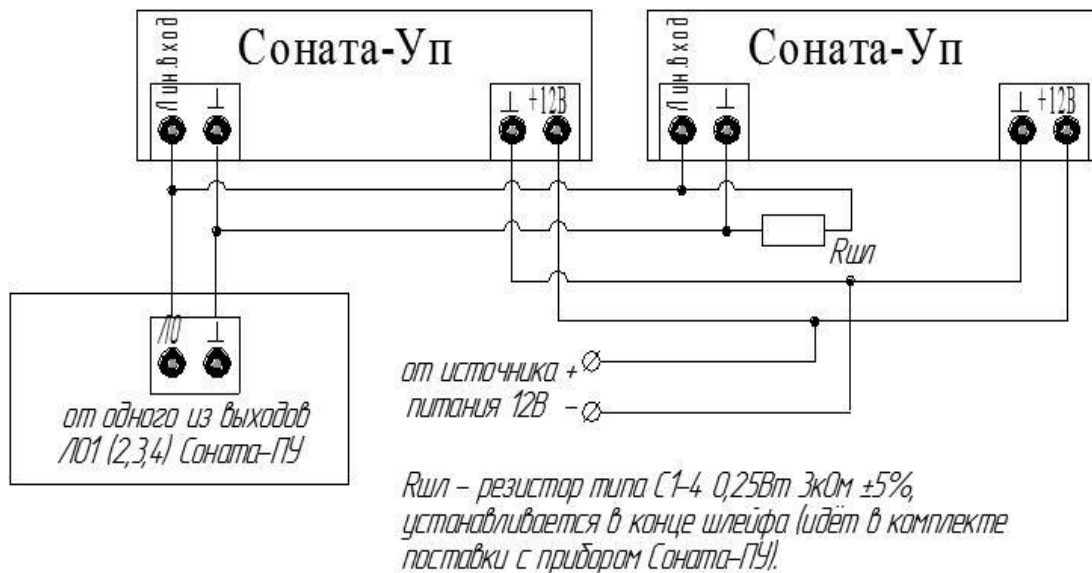 Соната-Уп
Лин.вход
⊥
⊥ +12В
Соната-Уп
Лин.вход
⊥
⊥ +12В
Rшл
ЛО ⊥
от одного из выходов
ЛО1 (2,3,4) Соната-ПУ
от источника +
питания 12В -
Rшл - резистор типа С1-4 0,25Вт 3кОм ±5%,
устанавливается в конце шлейфа (идёт в комплекте
поставки с прибором Соната-ПУ).